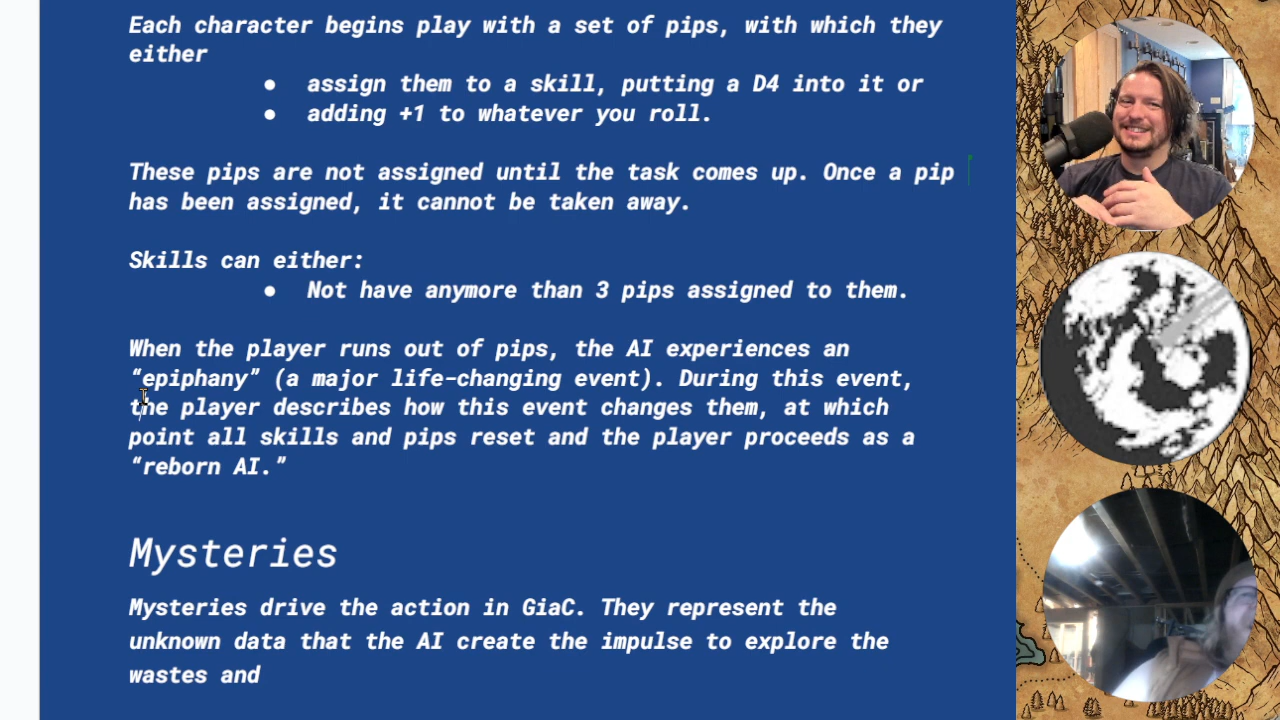 Each character begins play with a set of pips, with which they
either
● assign them to a skill, putting a D4 into it or
● adding +1 to whatever you roll.
These pips are not assigned until the task comes up. Once a pip
has been assigned, it cannot be taken away.
Skills can either:
● Not have anymore than 3 pips assigned to them.
When the player runs out of pips, the AI experiences an
“epiphany” (a major life-changing event). During this event,
the player describes how this event changes them, at which
point all skills and pips reset and the player proceeds as a
“reborn AI.”
Mysteries
Mysteries drive the action in GiaC. They represent the
unknown data that the AI create the impulse to explore the
wastes and